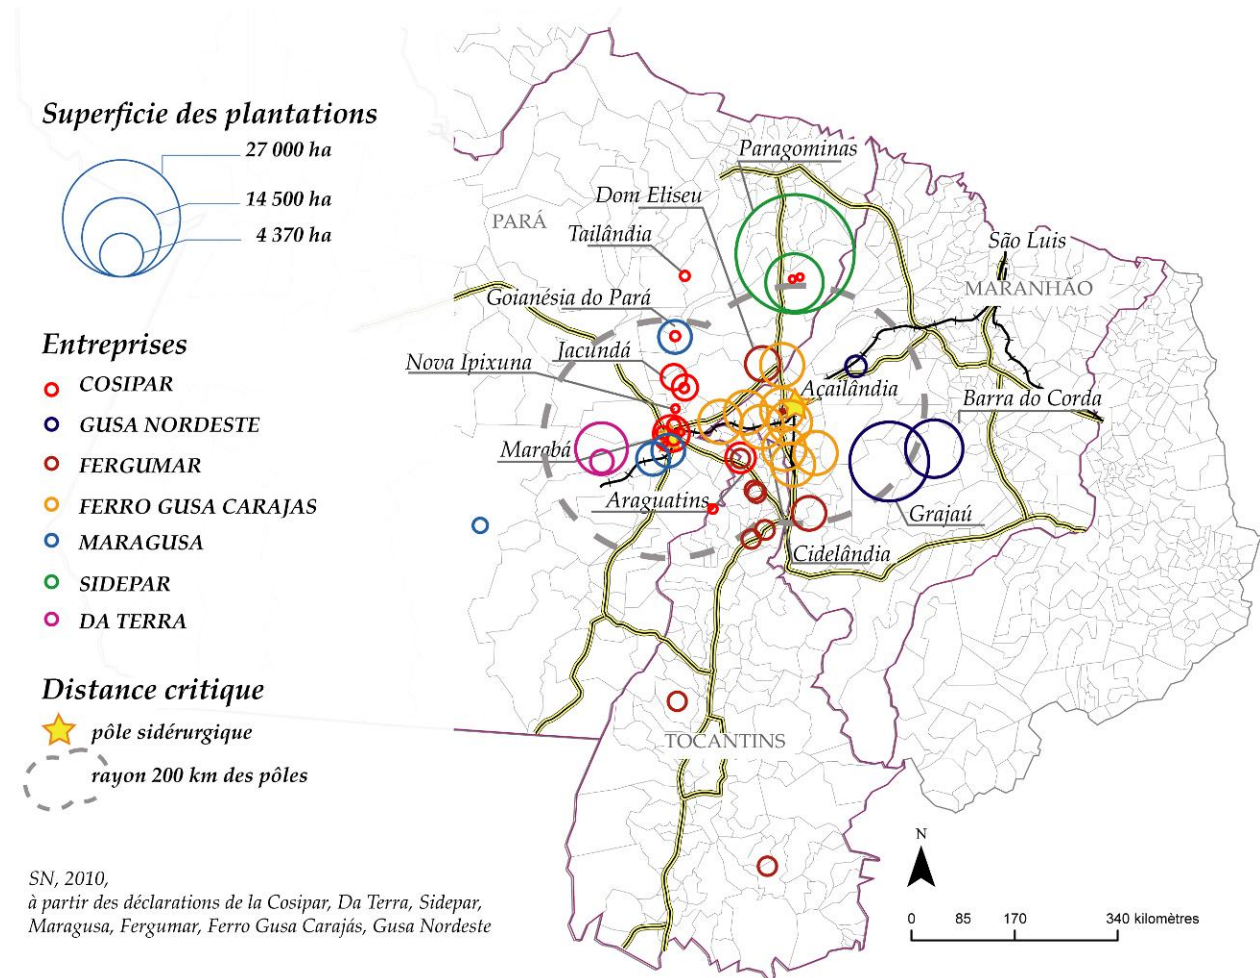 Superficie des plantations
27 000 ha
14 500 ha
4 370 ha
Entreprises
COSIPAR
GUSA NORDESTE
FERGUMAR
FERRO GUSA CARAJAS
MARAGUSA
SIDEPAR
DA TERRA
Distance critique
pôle sidérurgique
rayon 200 km des pôles
SN, 2010,
à partir des déclarations de la Cosipar, Da Terra, Sidepar,
Maragusa, Fergumar, Ferro Gusa Carajás, Gusa Nordeste
Paragominas
Dom Eliseu
PARÁ
Tailândia
São Luis
MARANHÃO
Goianésia do Pará
Jacundá
Nova Ipixuna
Açailândia
Barra do Corda
Marabá
Araguatins
Grajaú
Cidelândia
TOCANTINS
N
0 85 170 340 kilomètres